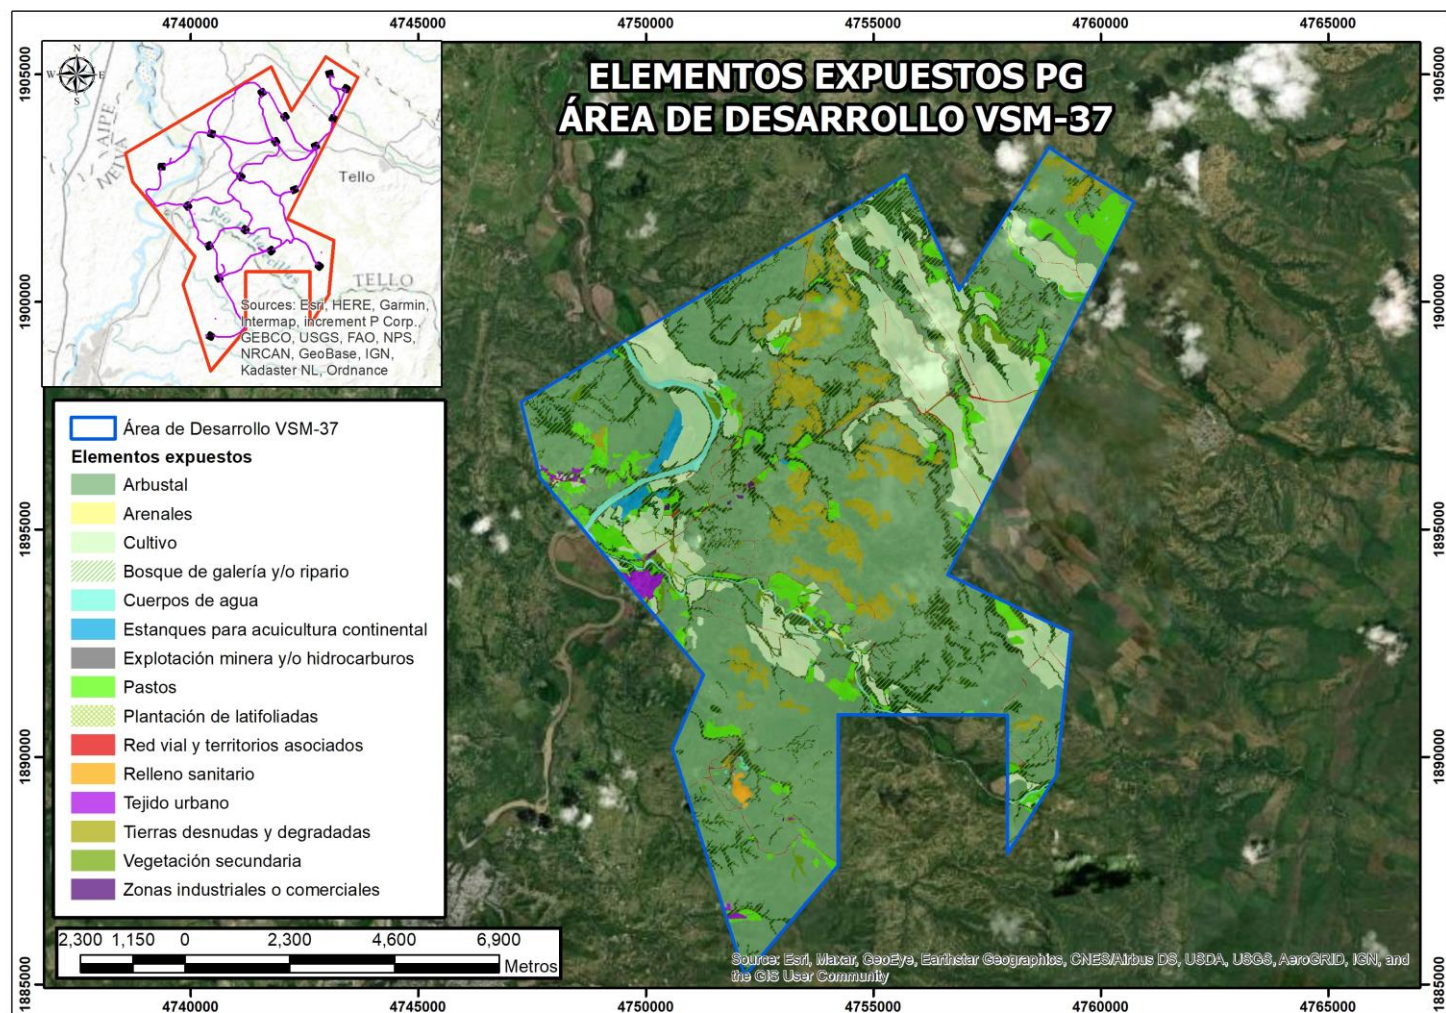 4740000 4745000 4750000 4755000 4760000 4765000
1905000
1900000
1895000
1890000
1885000
N
W E
S
AIPE
NEIVA
Tello
TELLO
Sources: Esri, HERE, Garmin,
Intermap, increment P Corp.,
GEBCO, USGS, FAO, NPS,
NRCAN, GeoBase, IGN,
Kadaster NL, Ordnance
ELEMENTOS EXPUESTOS PG
ÁREA DE DESARROLLO VSM-37
Área de Desarrollo VSM-37
Elementos expuestos
Arbustal
Arenales
Cultivo
Bosque de galería y/o ripario
Cuerpos de agua
Estanques para acuicultura continental
Explotación minera y/o hidrocarburos
Pastos
Plantación de latifoliadas
Red vial y territorios asociados
Relleno sanitario
Tejido urbano
Tierras desnudas y degradadas
Vegetación secundaria
Zonas industriales o comerciales
2,300 1,150 0 2,300 4,600 6,900
Metros
Source: Esri, Maxar, GeoEye, Earthstar Geographics, CNES/Airbus DS, USDA, USGS, AeroGRID, IGN, and
the GIS User Community
1905000
1900000
1895000
1890000
1885000
4740000 4745000 4750000 4755000 4760000 4765000